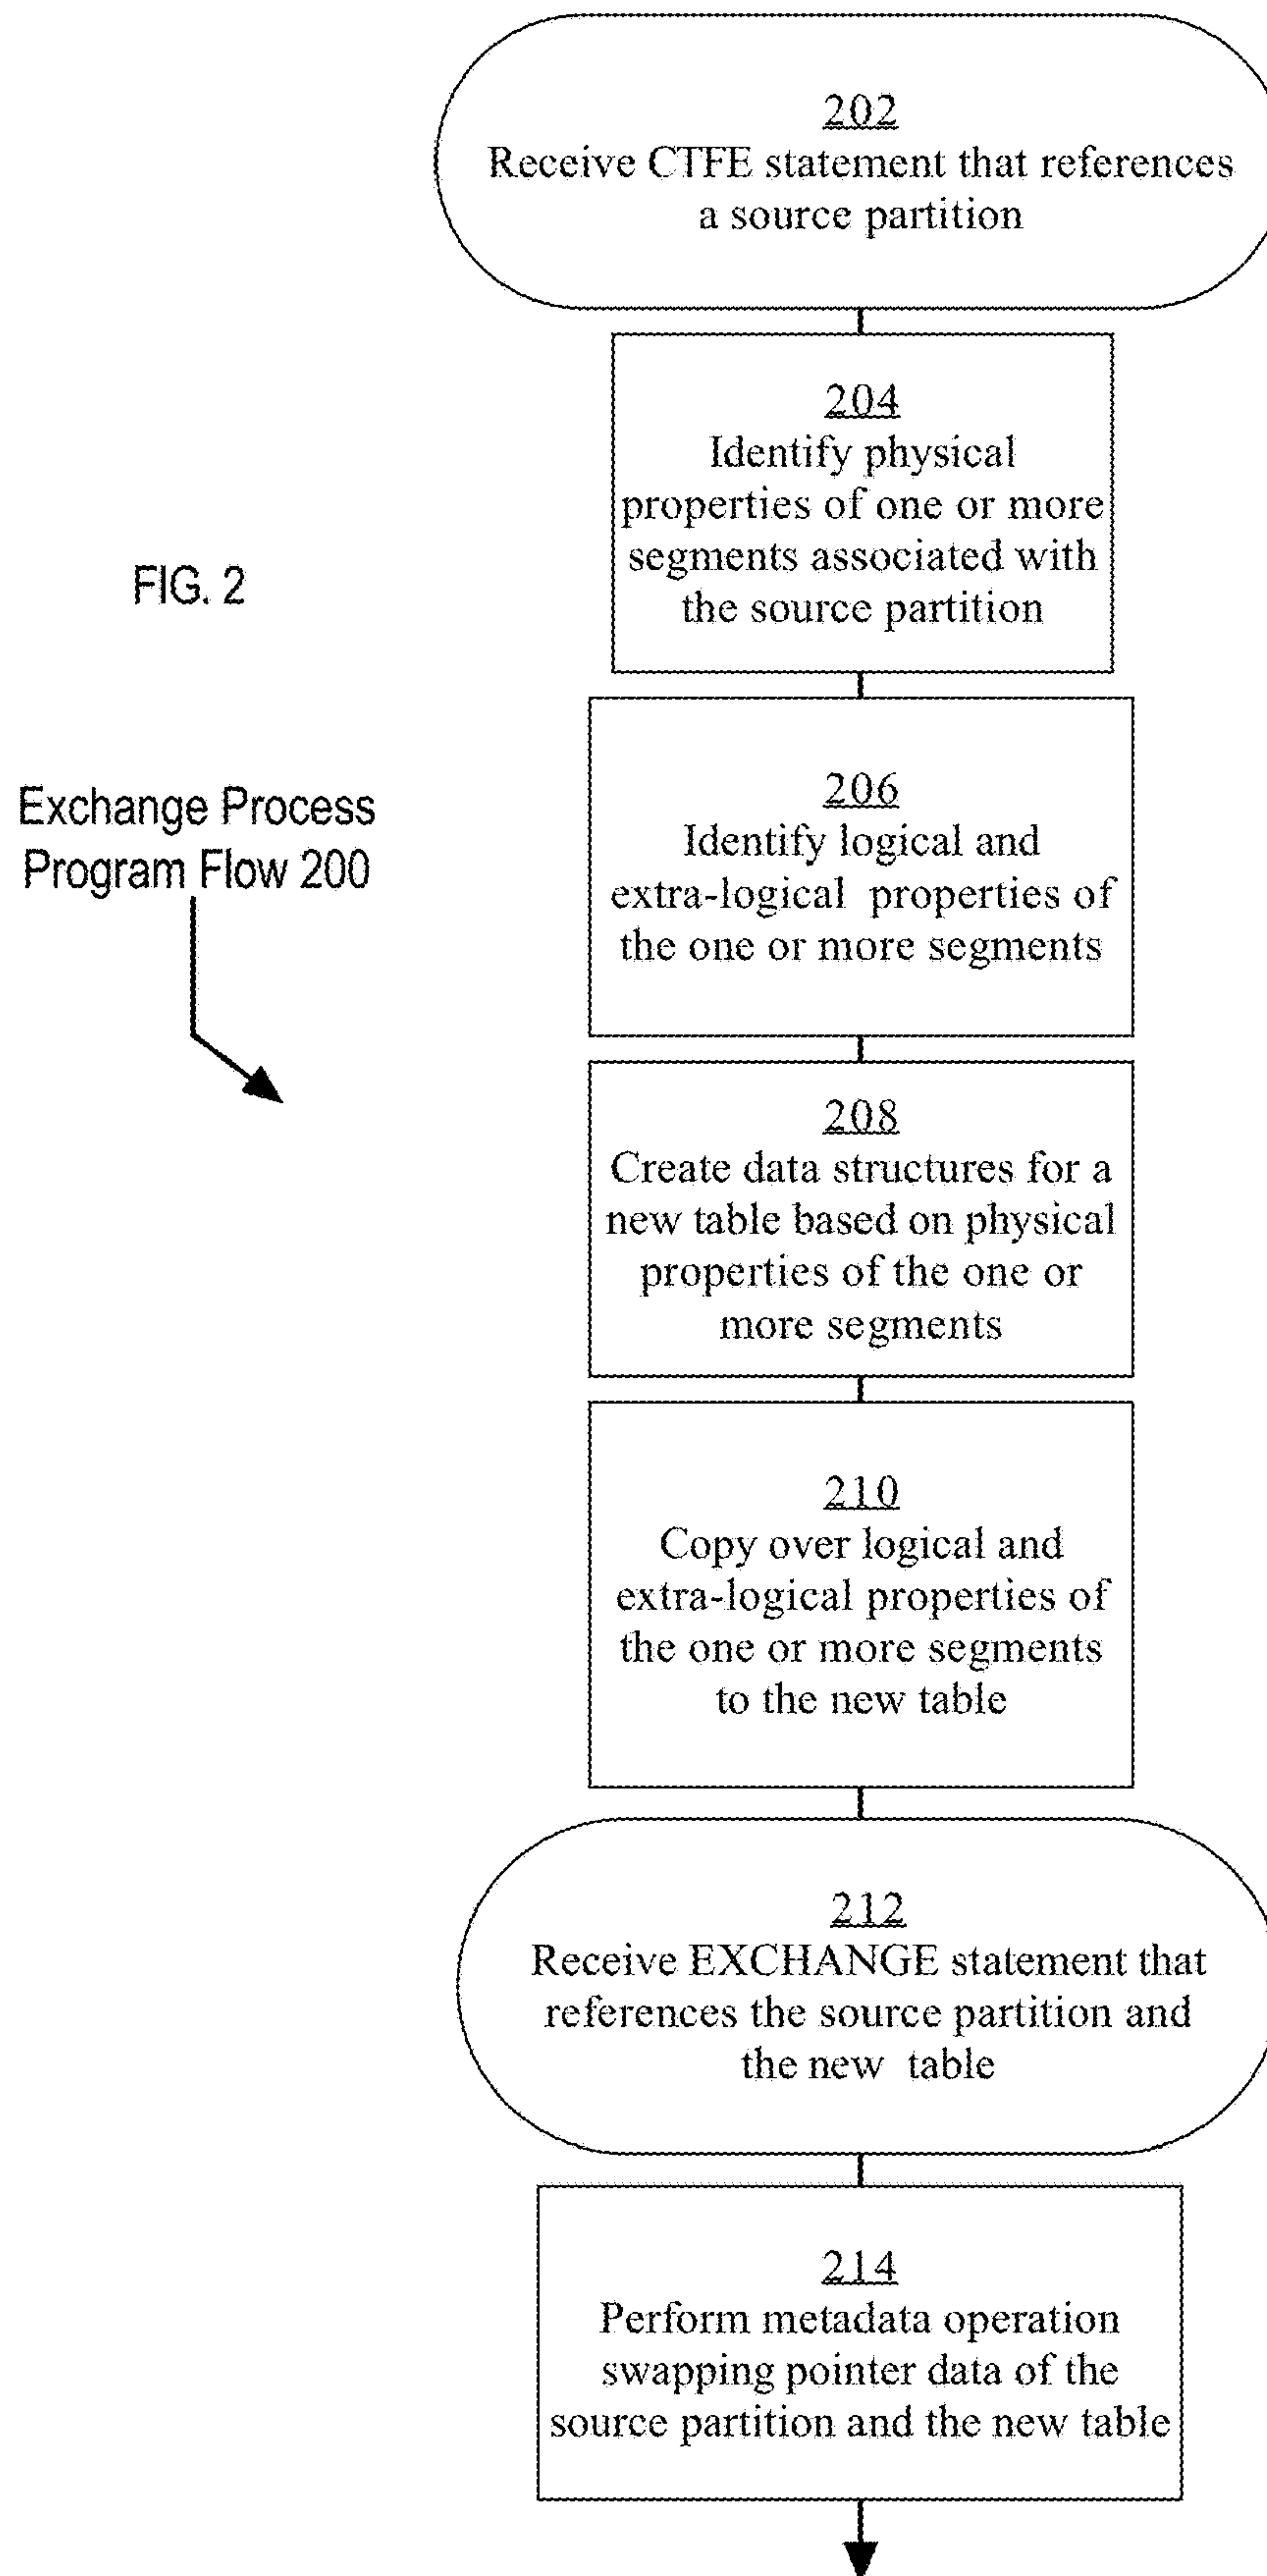 202
Receive CTFE statement that references
a source partition
204
Identify physical
properties of one or more
segments associated with
the source partition
FIG. 2
Exchange Process
Program Flow 200
206
Identify logical and
extra-logical properties of
the one or more segments
208
Create data structures for a
new table based on physical
properties of the one or
more segments
210
Copy over logical and
extra-logical properties of
the one or more segments
to the new table
212
Receive EXCHANGE statement that
references the source partition and
the new table
214
Perform metadata operation
swapping pointer data of the
source partition and the new table